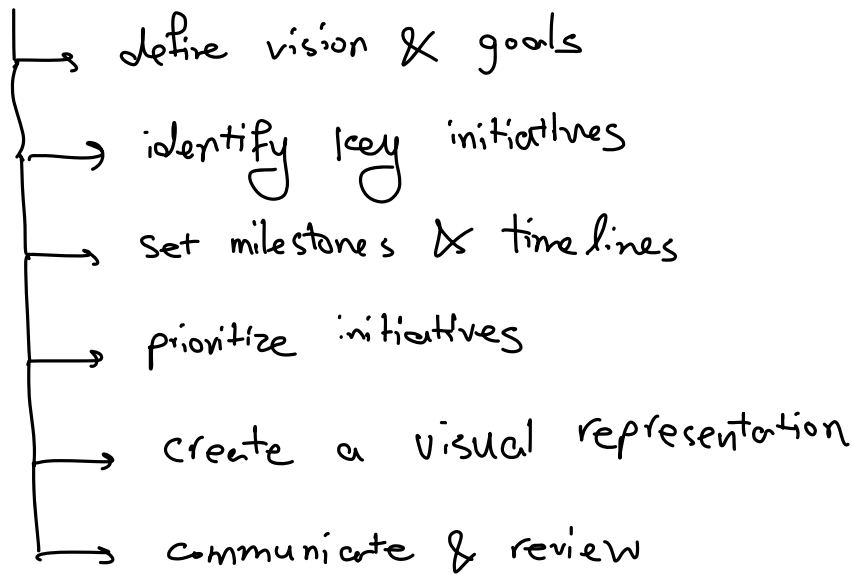 define vision & goals
identify key initiatives
set milestones & timelines
prioritize initiatives
create a visual representation
communicate & review